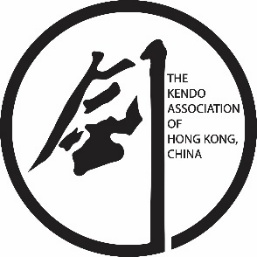 劍
THE
KENDO
ASSOCIATION
OF
HONG KONG,
CHINA